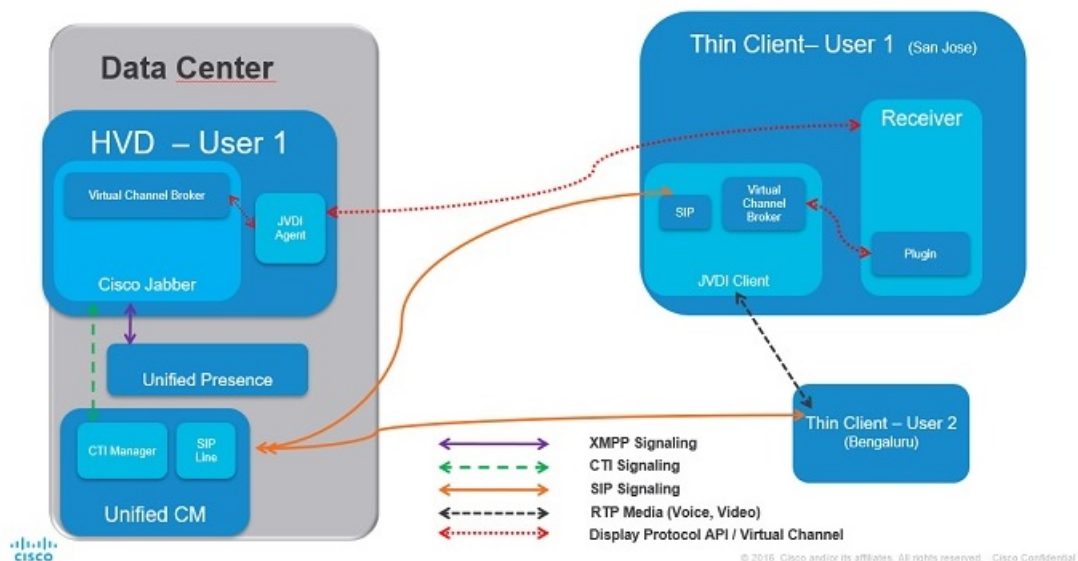 Data Center
HVD – User 1
Virtual Channel Broker
JVDI
Agent
Cisco Jabber
Unified Presence
CTI Manager
SIP
Line
Unified CM
Thin Client– User 1 (San Jose)
Receiver
SIP
Virtual
Channel
Broker
Plugin
JVDI Client
Thin Client – User 2
(Bengaluru)
XMPP Signaling
CTI Signaling
SIP Signaling
RTP Media (Voice, Video)
Display Protocol API / Virtual Channel
CISCO
© 2016 Cisco and/or its affiliates. All rights reserved. Cisco Confidential